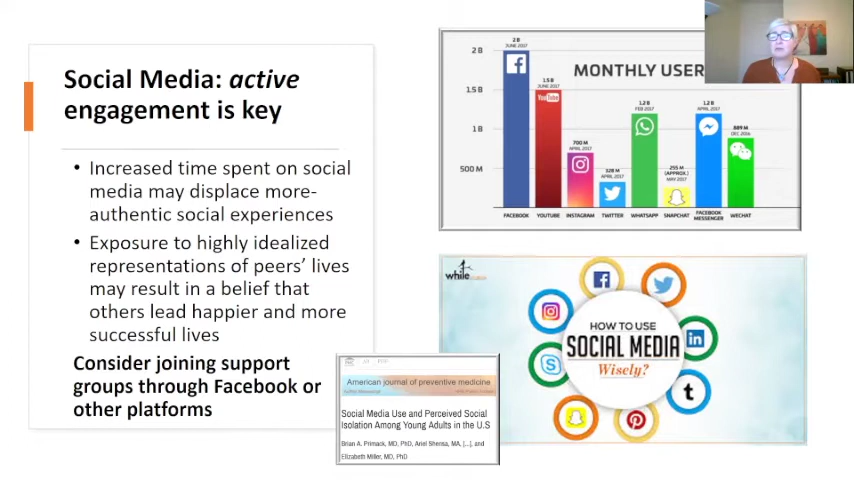 Social Media: active
engagement is key
• Increased time spent on social
media may displace more-
authentic social experiences
• Exposure to highly idealized
representations of peers' lives
may result in a belief that
others lead happier and more
successful lives
Consider joining support
groups through Facebook or
other platforms
MONTHLY USER
2 B
1.5 B
1 B
500 M
2 B
JUNE 2017
1.5 B
JUNE 2017
YouTube
700 M
APRIL 2017
328 M
APRIL 2017
1.2 B
FEB 2017
255 M
(APPROX.)
MAY 2017
1.2 B
APRIL 2017
889 M
DEC 2016
FACEBOOK
YOUTUBE
INSTAGRAM
TWITTER
WHATSAPP
SNAPCHAT
FACEBOOK
MESSENGER
WECHAT
while
HOW TO USE
SOCIAL MEDIA
Wisely?
American journal of preventive medicine
Social Media Use and Perceived Social
Isolation Among Young Adults in the U.S
Brian A. Primack, MD, PhD, Ariel Shensa, MA, [...], and
Elizabeth Miller, MD, PhD